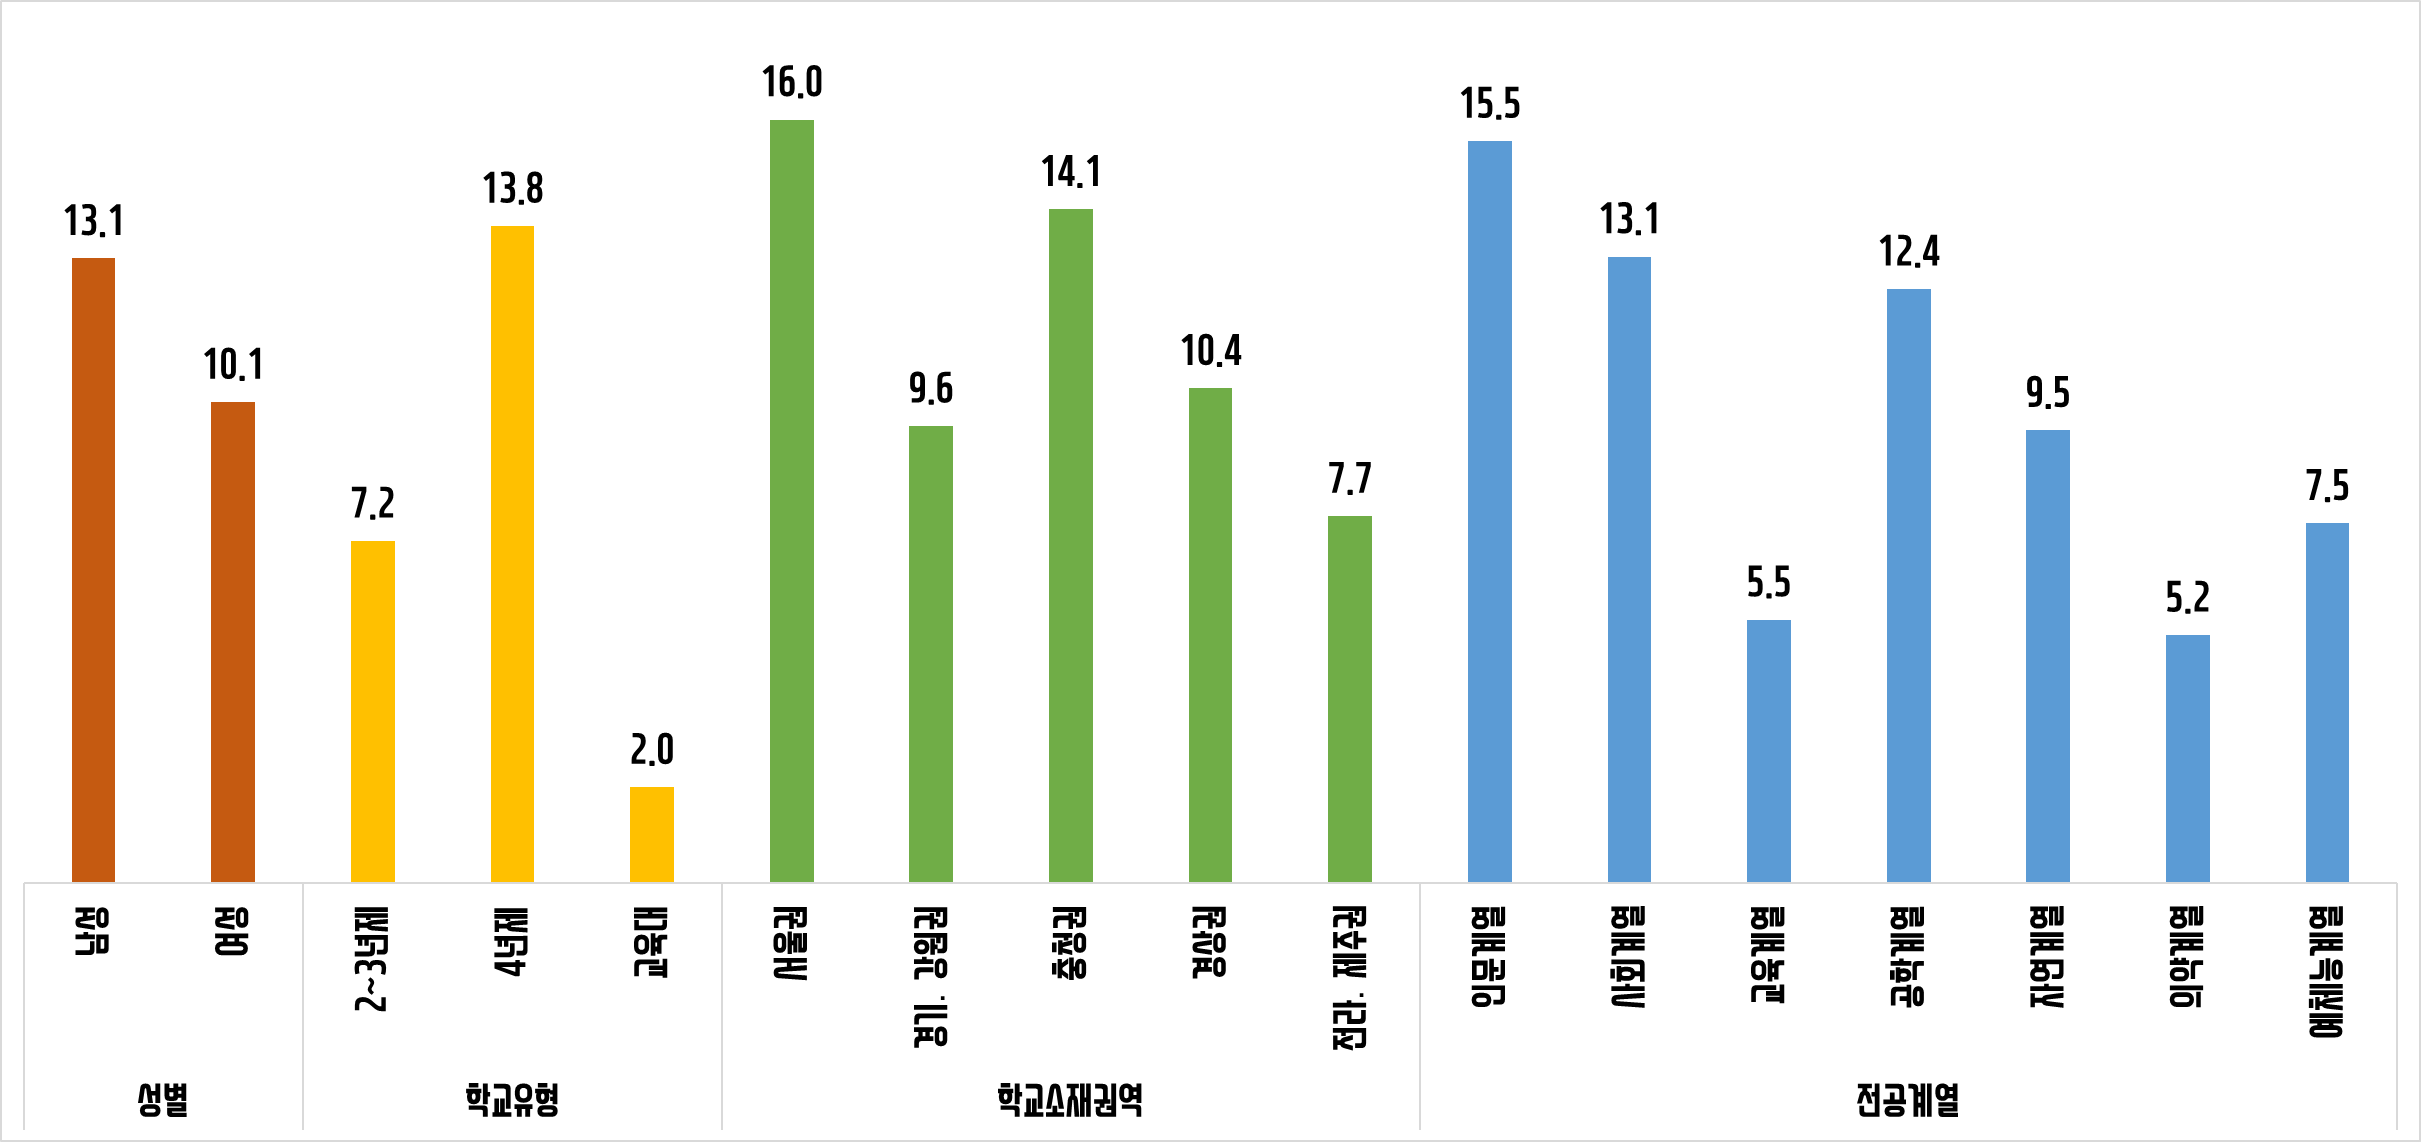 13.1
10.1
7.2
13.8
2.0
16.0
9.6
14.1
10.4
7.7
15.5
13.1
5.5
12.4
9.5
5.2
7.5
남성
여성
2~3년제
4년제
교육대
서울권
경기. 강원권
충청권
경상권
전라. 제주권
인문계열
사회계열
교육계열
공학계열
자연계열
의약계열
예체능계열
성별
학교유형
학교소재권역
전공계열